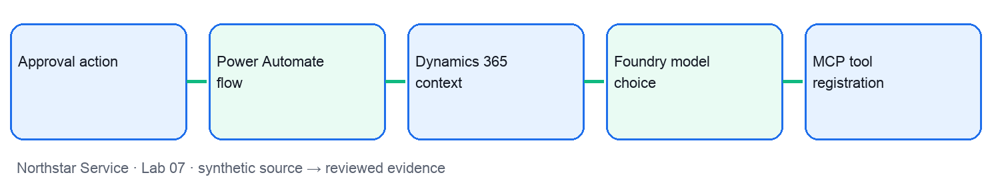 Approval action
Power Automate
flow
Dynamics 365
context
Foundry model
choice
MCP tool
registration
Northstar Service · Lab 07 · synthetic source → reviewed evidence